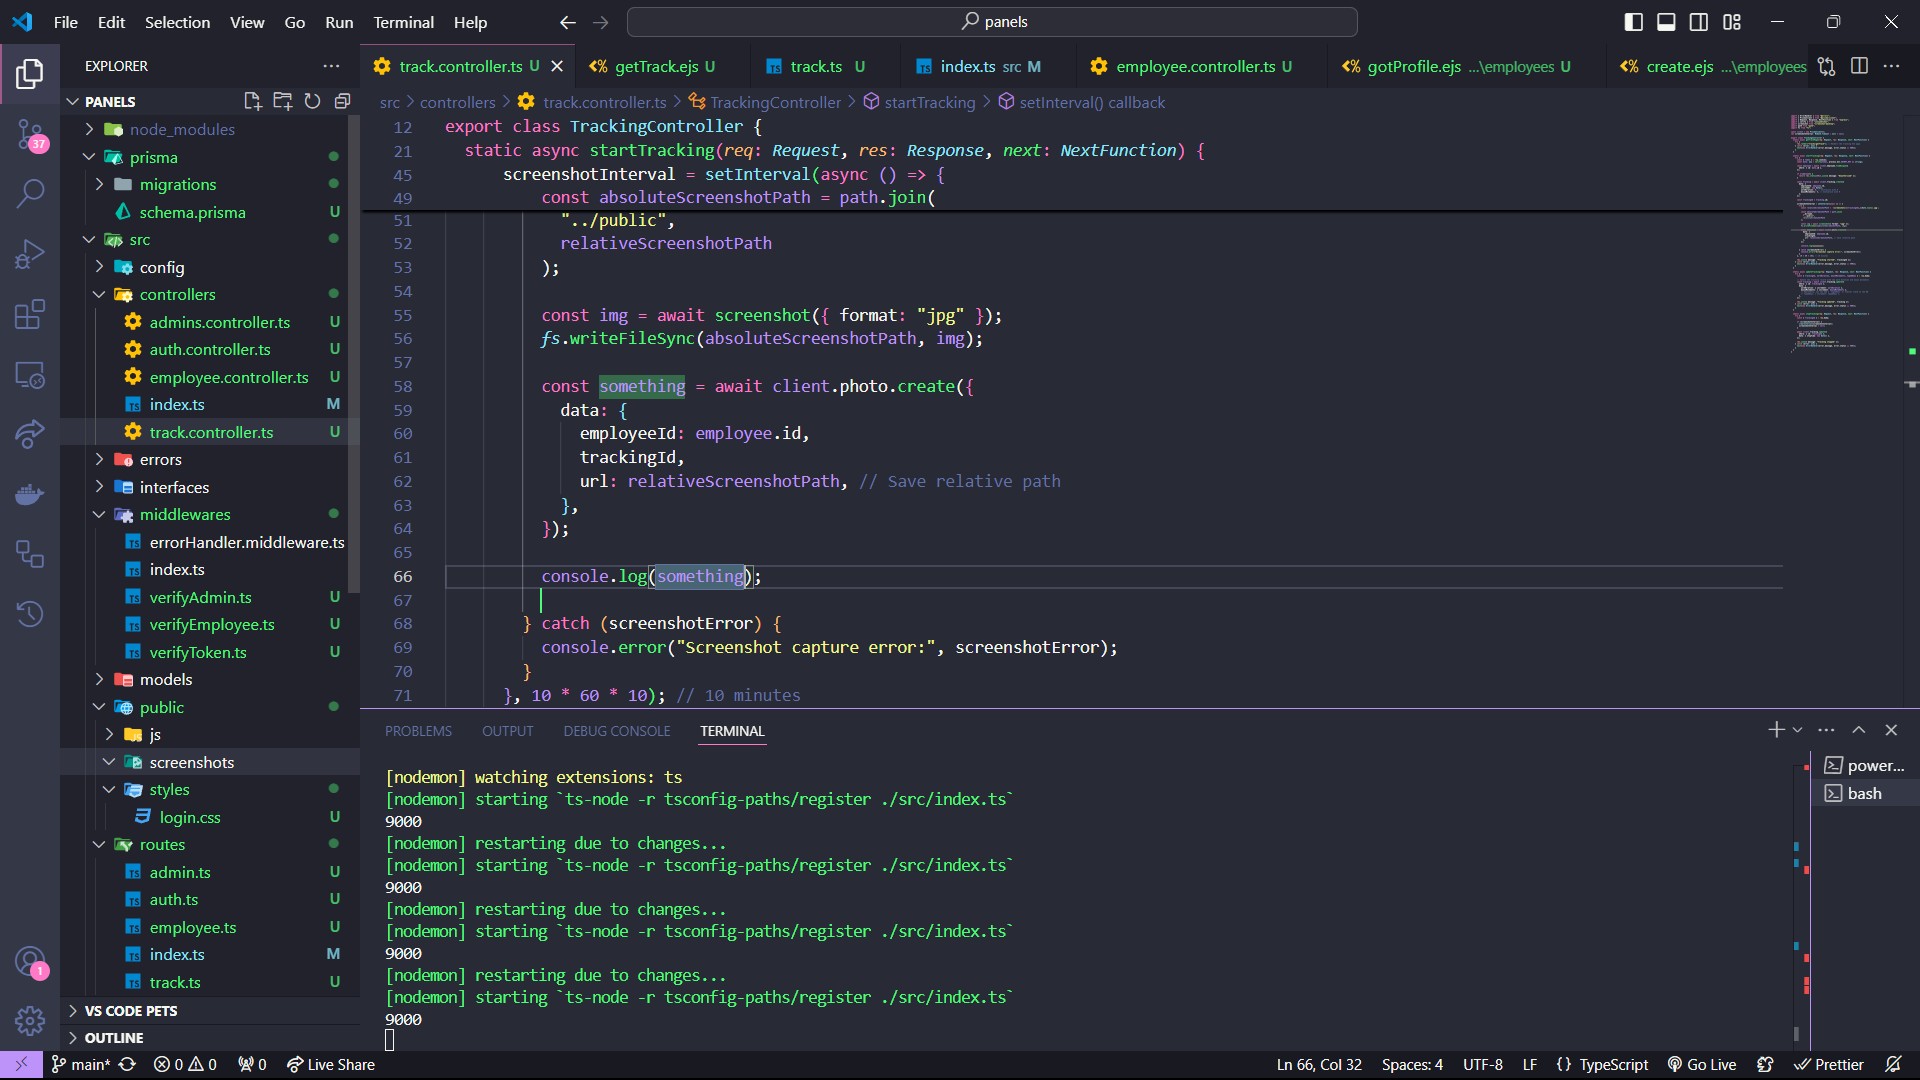 File Edit Selection View Go Run Terminal Help
panels
EXPLORER
PANELS
node_modules
prisma
migrations
schema.prisma U
src
config
controllers
admins.controller.ts U
auth.controller.ts U
employee.controller.ts U
index.ts M
track.controller.ts U
errors
interfaces
middlewares
errorHandler.middleware.ts
index.ts
verifyAdmin.ts U
verifyEmployee.ts U
verifyToken.ts U
models
public
js
screenshots
styles
login.css U
routes
admin.ts U
auth.ts U
employee.ts U
index.ts M
track.ts U
VS CODE PETS
OUTLINE
37
1
track.controller.ts U
getTrack.ejs U
track.ts U
index.ts src M
employee.controller.ts U
gotProfile.ejs ...\employees U
create.ejs ...\employees
src > controllers > track.controller.ts > TrackingController > startTracking > setInterval() callback
12 export class TrackingController {
21 static async startTracking(req: Request, res: Response, next: NextFunction) {
45 screenshotInterval = setInterval(async () => {
49 const absoluteScreenshotPath = path.join(
51 "../public",
52 relativeScreenshotPath
53 );
54
55 const img = await screenshot({ format: "jpg" });
56 fs.writeFileSync(absoluteScreenshotPath, img);
57
58 const something = await client.photo.create({
59 data: {
60 employeeId: employee.id,
61 trackingId,
62 url: relativeScreenshotPath, // Save relative path
63 },
64 });
65
66 console.log(something);
67
68 } catch (screenshotError) {
69 console.error("Screenshot capture error:", screenshotError);
70 }
71 }, 10 * 60 * 10); // 10 minutes
PROBLEMS OUTPUT DEBUG CONSOLE TERMINAL
[nodemon] watching extensions: ts
[nodemon] starting `ts-node -r tsconfig-paths/register ./src/index.ts`
9000
[nodemon] restarting due to changes...
[nodemon] starting `ts-node -r tsconfig-paths/register ./src/index.ts`
9000
[nodemon] restarting due to changes...
[nodemon] starting `ts-node -r tsconfig-paths/register ./src/index.ts`
9000
[nodemon] restarting due to changes...
[nodemon] starting `ts-node -r tsconfig-paths/register ./src/index.ts`
9000
power...
bash
main* 0 0 0 Live Share
Ln 66, Col 32 Spaces: 4 UTF-8 LF {} TypeScript Go Live Prettier